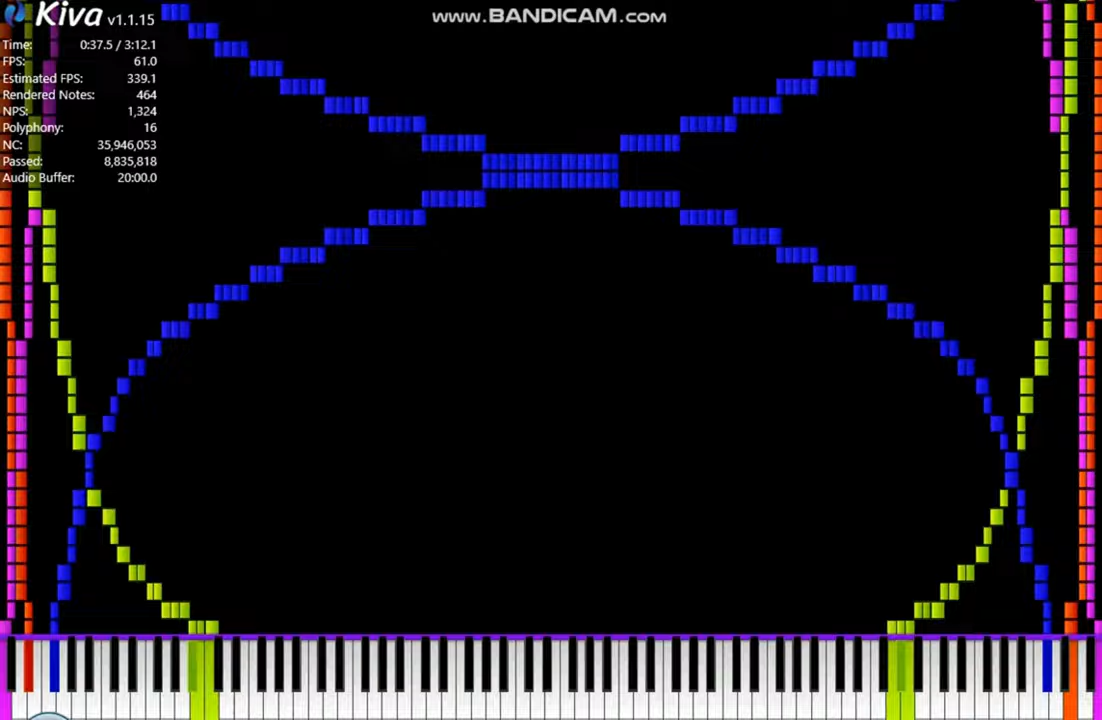 Kiva v1.1.15
www.BANDICAM.com
Time: 0:37.5 / 3:12.1
FPS: 61.0
Estimated FPS: 339.1
Rendered Notes: 464
NPS: 1,324
Polyphony: 16
NC: 35,946,053
Passed: 8,835,818
Audio Buffer: 20:00.0